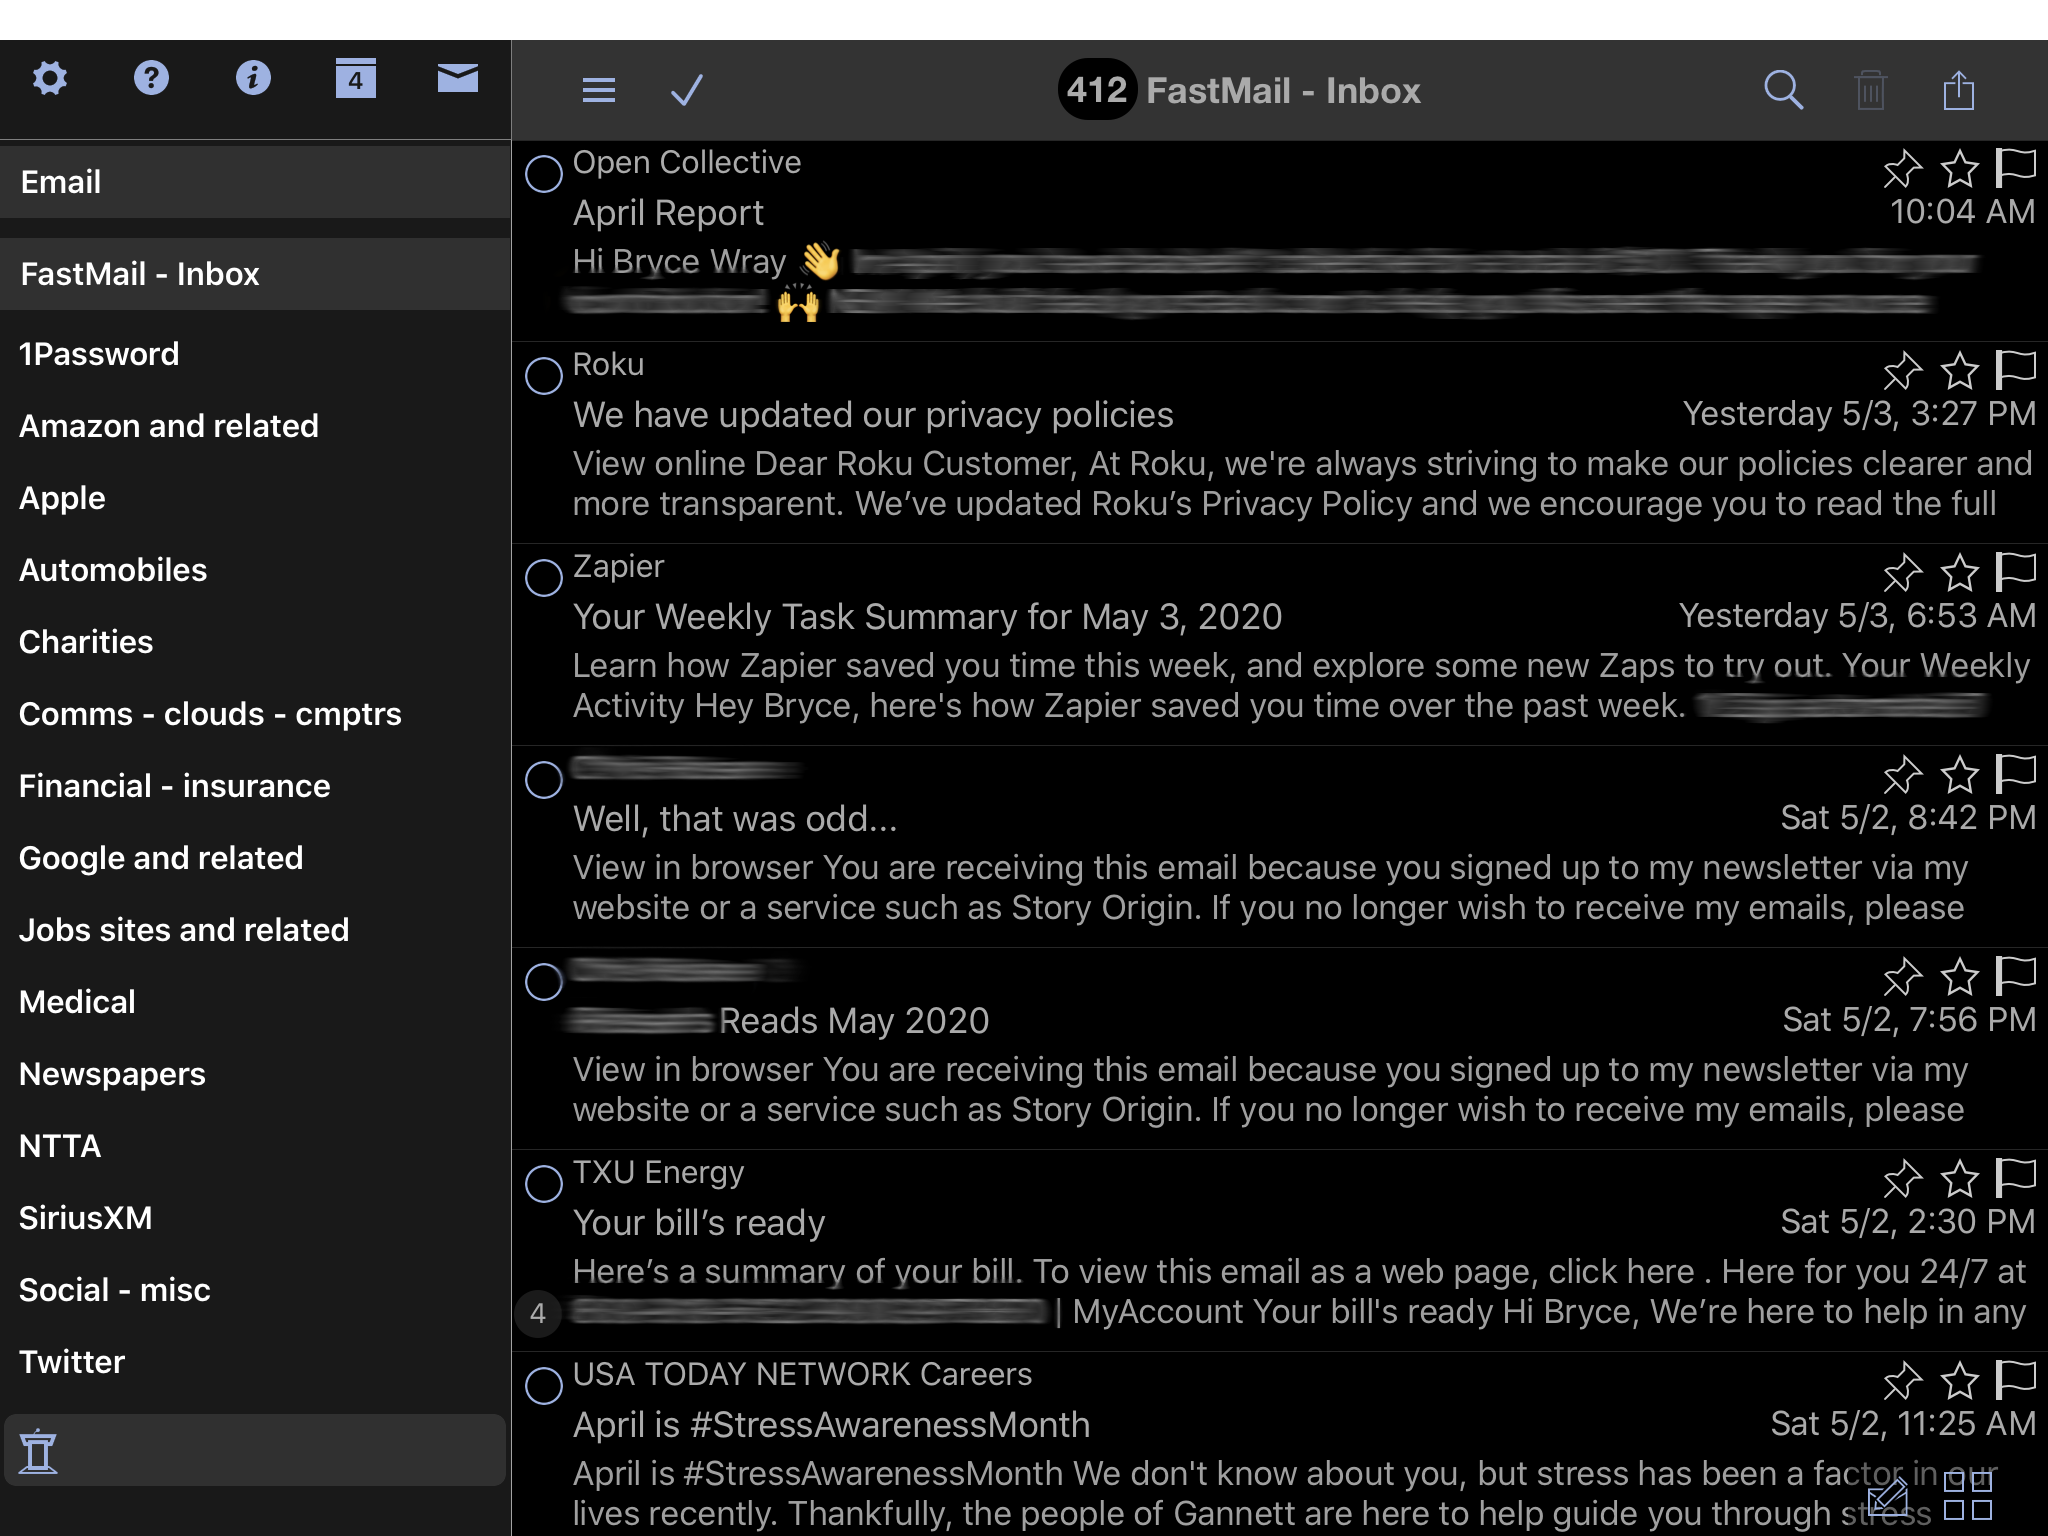 4
412 FastMail - Inbox
Email
FastMail - Inbox
1Password
Amazon and related
Apple
Automobiles
Charities
Comms - clouds - cmptrs
Financial - insurance
Google and related
Jobs sites and related
Medical
Newspapers
NTTA
SiriusXM
Social - misc
Twitter
Open Collective
April Report
10:04 AM
Hi Bryce Wray 👋
🙌
Roku
We have updated our privacy policies
Yesterday 5/3, 3:27 PM
View online Dear Roku Customer, At Roku, we're always striving to make our policies clearer and
more transparent. We’ve updated Roku’s Privacy Policy and we encourage you to read the full
Zapier
Your Weekly Task Summary for May 3, 2020
Yesterday 5/3, 6:53 AM
Learn how Zapier saved you time this week, and explore some new Zaps to try out. Your Weekly
Activity Hey Bryce, here's how Zapier saved you time over the past week.
Well, that was odd...
Sat 5/2, 8:42 PM
View in browser You are receiving this email because you signed up to my newsletter via my
website or a service such as Story Origin. If you no longer wish to receive my emails, please
Reads May 2020
Sat 5/2, 7:56 PM
View in browser You are receiving this email because you signed up to my newsletter via my
website or a service such as Story Origin. If you no longer wish to receive my emails, please
TXU Energy
Your bill’s ready
Sat 5/2, 2:30 PM
Here’s a summary of your bill. To view this email as a web page, click here . Here for you 24/7 at
4
| MyAccount Your bill's ready Hi Bryce, We’re here to help in any
USA TODAY NETWORK Careers
April is #StressAwarenessMonth
Sat 5/2, 11:25 AM
April is #StressAwarenessMonth We don't know about you, but stress has been a factor in our
lives recently. Thankfully, the people of Gannett are here to help guide you through stress